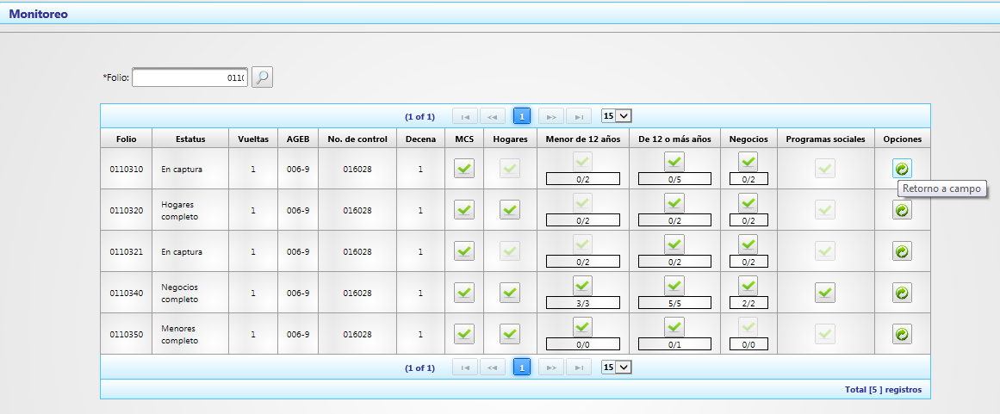 Monitoreo
*Folio: 0110
(1 of 1) 1 15
Folio Estatus Vueltas AGEB No. de control Decena MCS Hogares Menor de 12 años De 12 o más años Negocios Programas sociales Opciones
0110310 En captura 1 006-9 016028 1 0/2 0/5 0/2
Retorno a campo
0110320 Hogares completo 1 006-9 016028 1 0/2 0/2 0/2
0110321 En captura 1 006-9 016028 1 0/2 0/2 0/2
0110340 Negocios completo 1 006-9 016028 1 3/3 5/5 2/2
0110350 Menores completo 1 006-9 016028 1 0/0 0/1 0/0
(1 of 1) 1 15
Total [5 ] registros